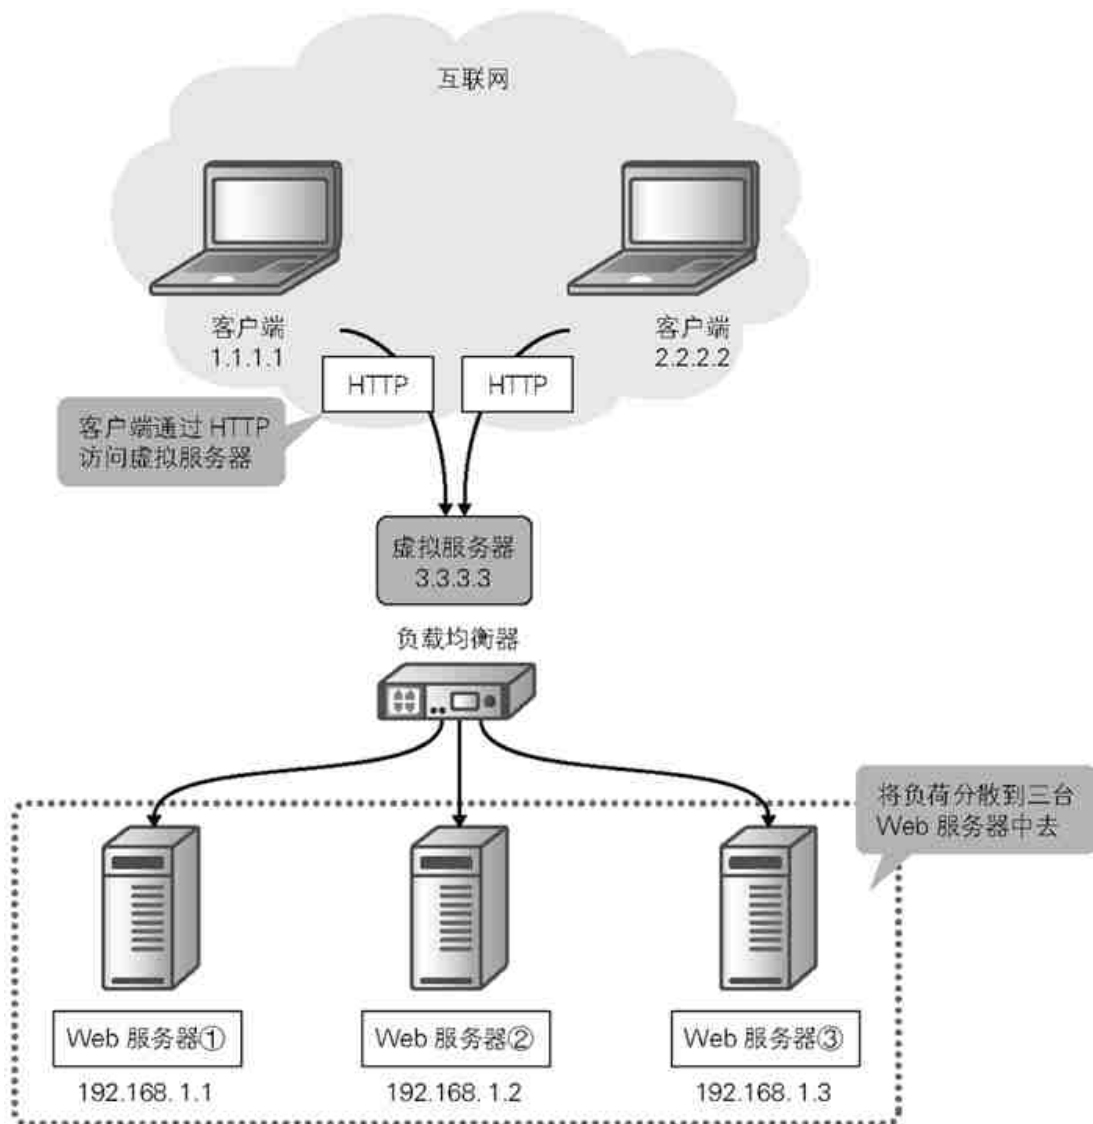 互联网
客户端
1.1.1.1
客户端
2.2.2.2
HTTP
HTTP
客户端通过 HTTP
访问虚拟服务器
虚拟服务器
3.3.3.3
负载均衡器
将负荷分散到三台
Web 服务器中去
Web 服务器①
Web 服务器②
Web 服务器③
192.168. 1.1
192.168. 1.2
192.168. 1.3